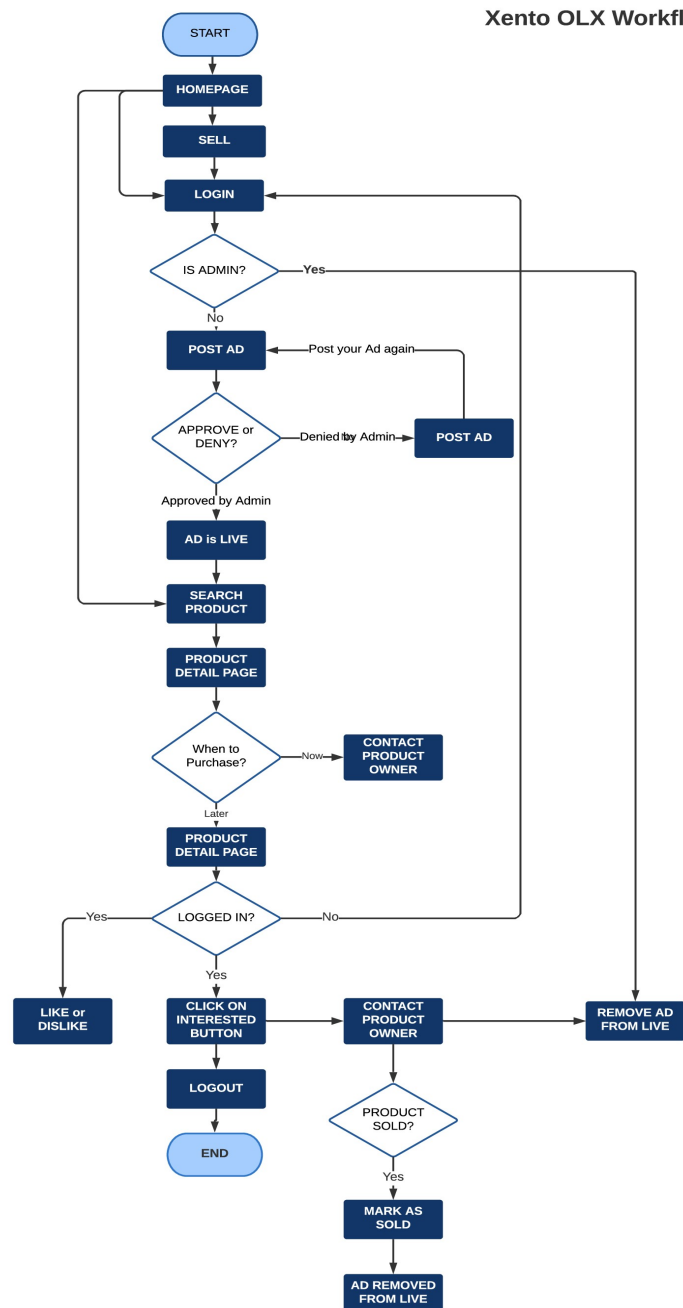 Xento OLX Workfl
START
HOMEPAGE
SELL
LOGIN
IS ADMIN?
Yes
No
POST AD
Post your Ad again
APPROVE or
DENY?
Denied by Admin
POST AD
Approved by Admin
AD is LIVE
SEARCH
PRODUCT
PRODUCT
DETAIL PAGE
When to
Purchase?
Now
CONTACT
PRODUCT
OWNER
Later
PRODUCT
DETAIL PAGE
Yes
LOGGED IN?
No
Yes
LIKE or
DISLIKE
CLICK ON
INTERESTED
BUTTON
CONTACT
PRODUCT
OWNER
REMOVE AD
FROM LIVE
LOGOUT
PRODUCT
SOLD?
END
Yes
MARK AS
SOLD
AD REMOVED
FROM LIVE